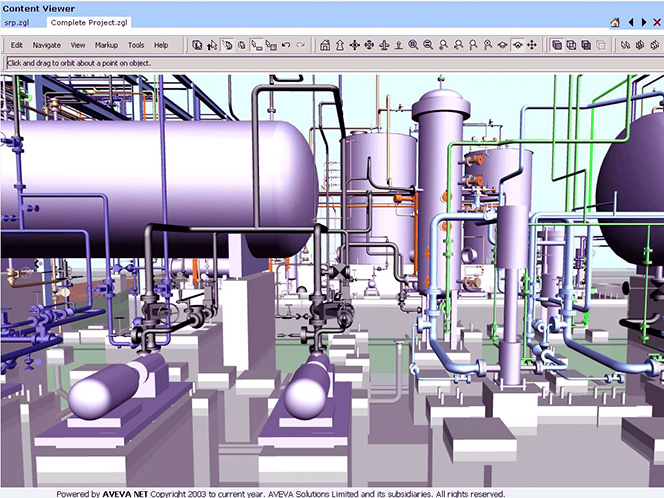 Content Viewer
srp.zgl Complete Project.zgl
Edit Navigate View Markup Tools Help
Click and drag to orbit about a point on object.
Powered by AVEVA NET Copyright 2003 to current year. AVEVA Solutions Limited and its subsidiaries. All rights reserved.